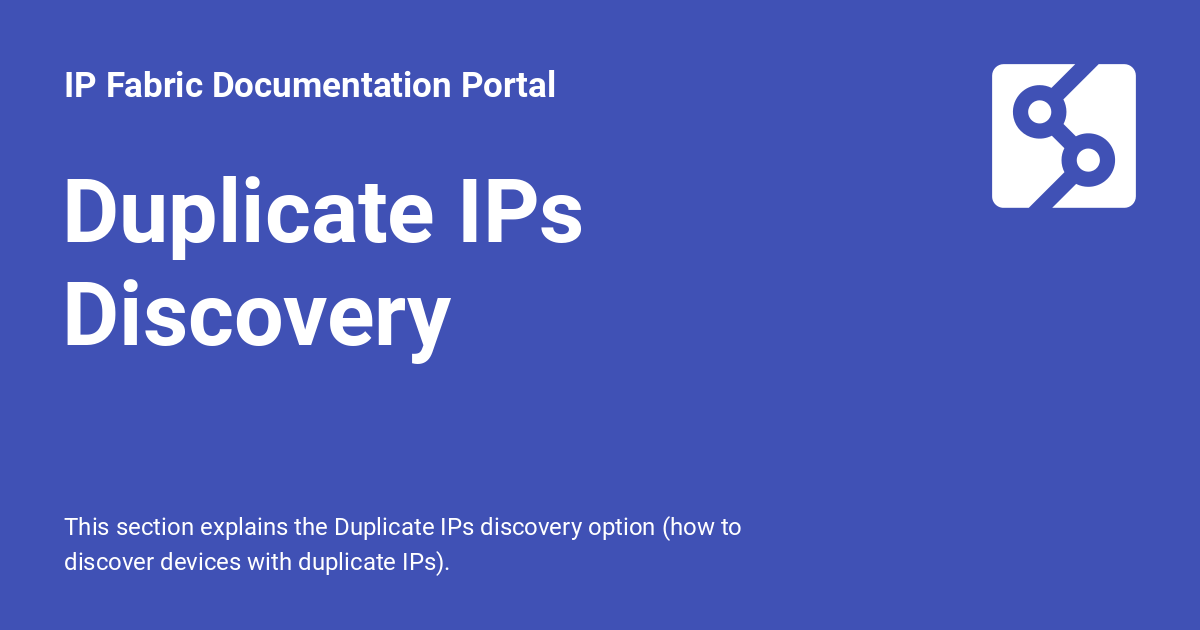 IP Fabric Documentation Portal
Duplicate IPs
Discovery
This section explains the Duplicate IPs discovery option (how to
discover devices with duplicate IPs).